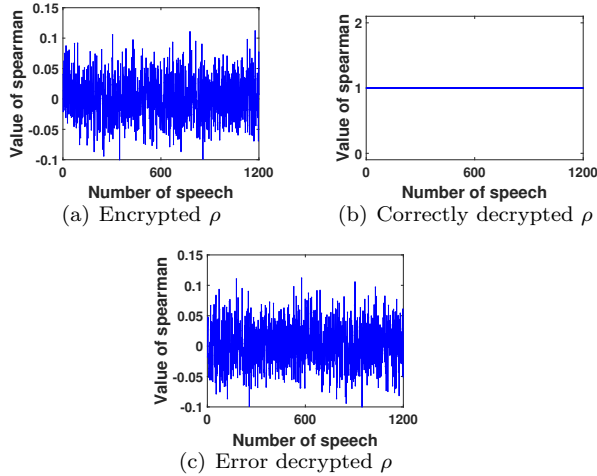 Value of spearman
0.15
0.1
0.05
0
-0.05
-0.1
0 600 1200
Number of speech
(a) Encrypted ρ
Value of spearman
2
1
0
0 600 1200
Number of speech
(b) Correctly decrypted ρ
Value of spearman
0.15
0.1
0.05
0
-0.05
-0.1
0 600 1200
Number of speech
(c) Error decrypted ρ